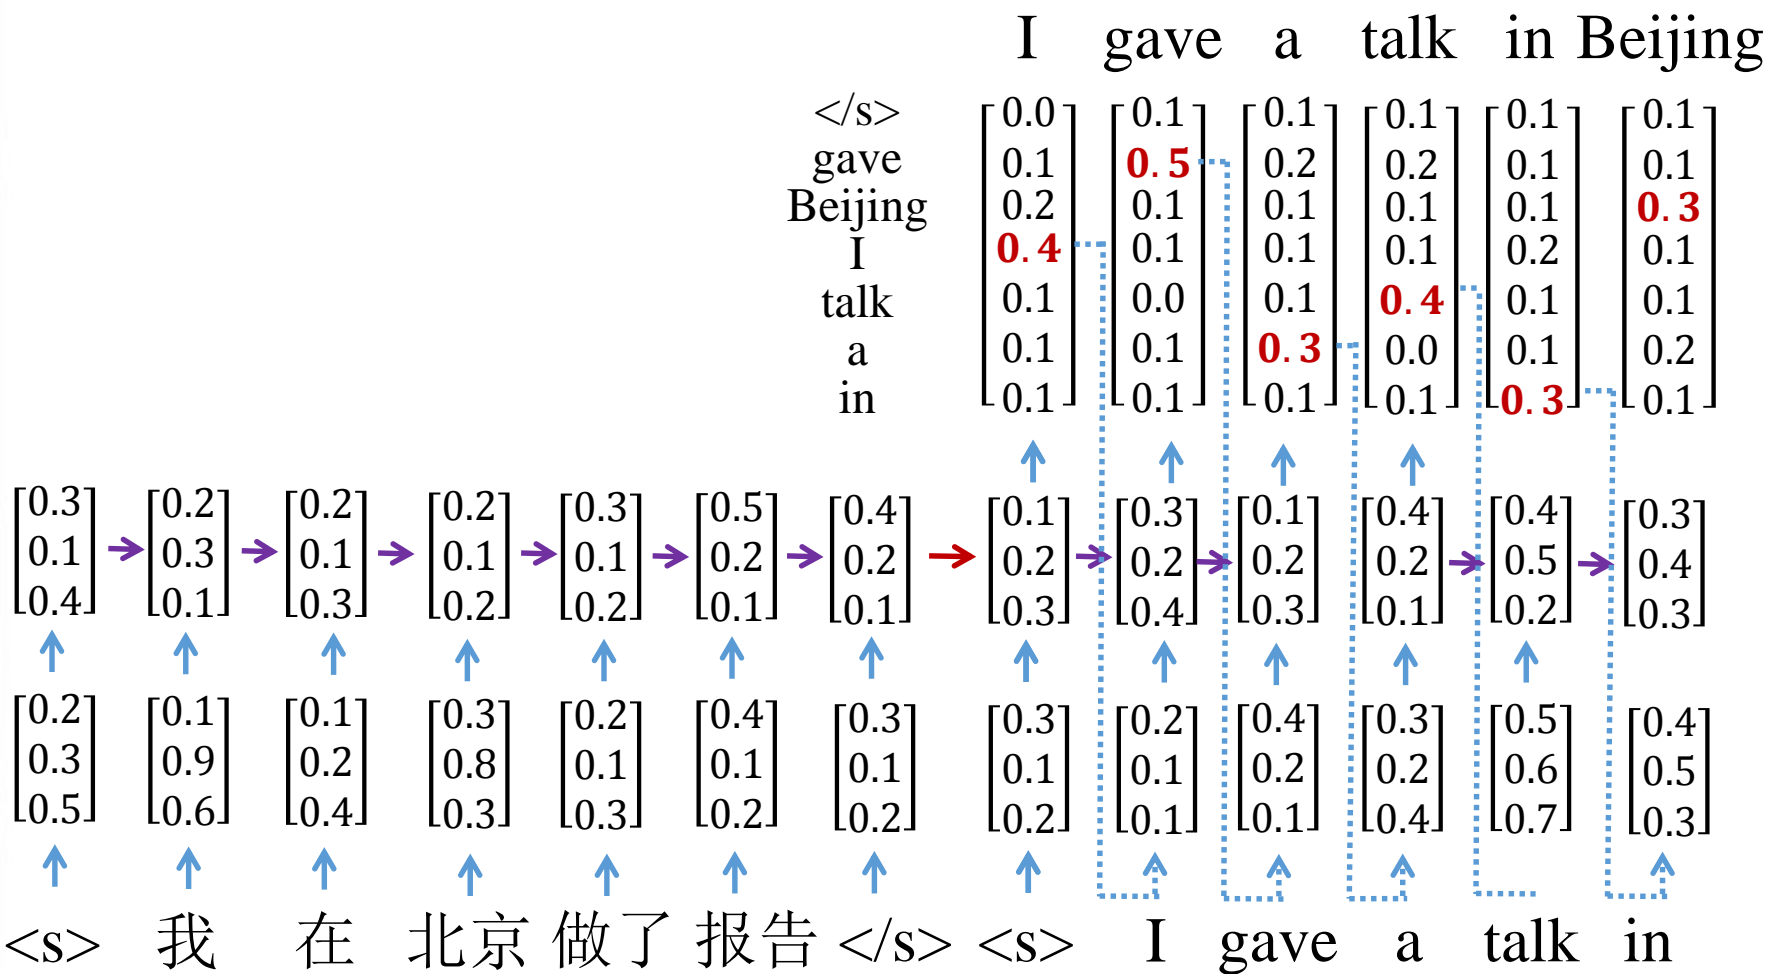 I gave a talk in Beijing
</s> 0.0 0.1 0.1 0.1 0.1 0.1
gave 0.1 0.5 0.2 0.2 0.1 0.1
Beijing 0.2 0.1 0.1 0.1 0.1 0.3
I 0.4 0.1 0.1 0.1 0.2 0.1
talk 0.1 0.0 0.1 0.4 0.1 0.1
a 0.1 0.1 0.3 0.0 0.1 0.2
in 0.1 0.1 0.1 0.1 0.3 0.1
0.3 0.2 0.2 0.2 0.3 0.5 0.4 0.1 0.3 0.1 0.4 0.4 0.3
0.1 0.3 0.1 0.1 0.1 0.2 0.2 0.2 0.2 0.2 0.2 0.5 0.4
0.4 0.1 0.3 0.2 0.2 0.1 0.1 0.3 0.4 0.3 0.1 0.2 0.3
0.2 0.1 0.1 0.3 0.2 0.4 0.3 0.3 0.2 0.4 0.3 0.5 0.4
0.3 0.9 0.2 0.8 0.1 0.1 0.1 0.1 0.1 0.2 0.2 0.6 0.5
0.5 0.6 0.4 0.3 0.3 0.2 0.2 0.2 0.1 0.1 0.4 0.7 0.3
<s> 我 在 北京 做了 报告 </s> <s> I gave a talk in